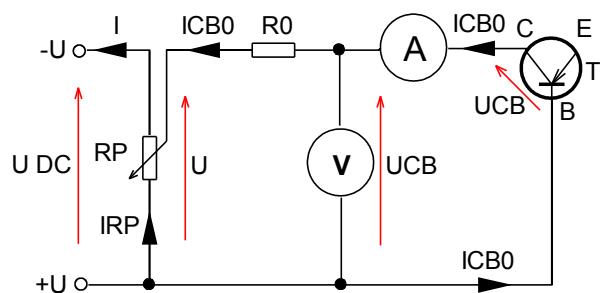 I ICB0 R0 ICB0 C E
-U A T
UCB B
U DC RP U V UCB
IRP
ICB0
+U